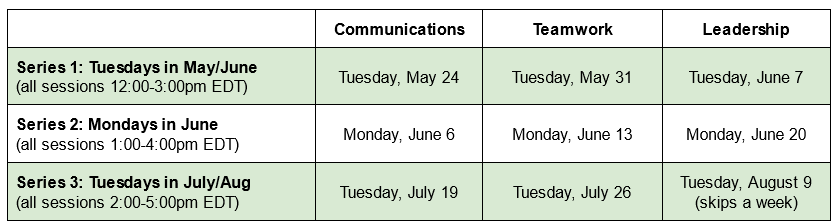 Communications Teamwork Leadership
Series 1: Tuesdays in May/June
(all sessions 12:00-3:00pm EDT)
Tuesday, May 24 Tuesday, May 31 Tuesday, June 7
Series 2: Mondays in June
(all sessions 1:00-4:00pm EDT)
Monday, June 6 Monday, June 13 Monday, June 20
Series 3: Tuesdays in July/Aug
(all sessions 2:00-5:00pm EDT)
Tuesday, July 19 Tuesday, July 26 Tuesday, August 9
(skips a week)